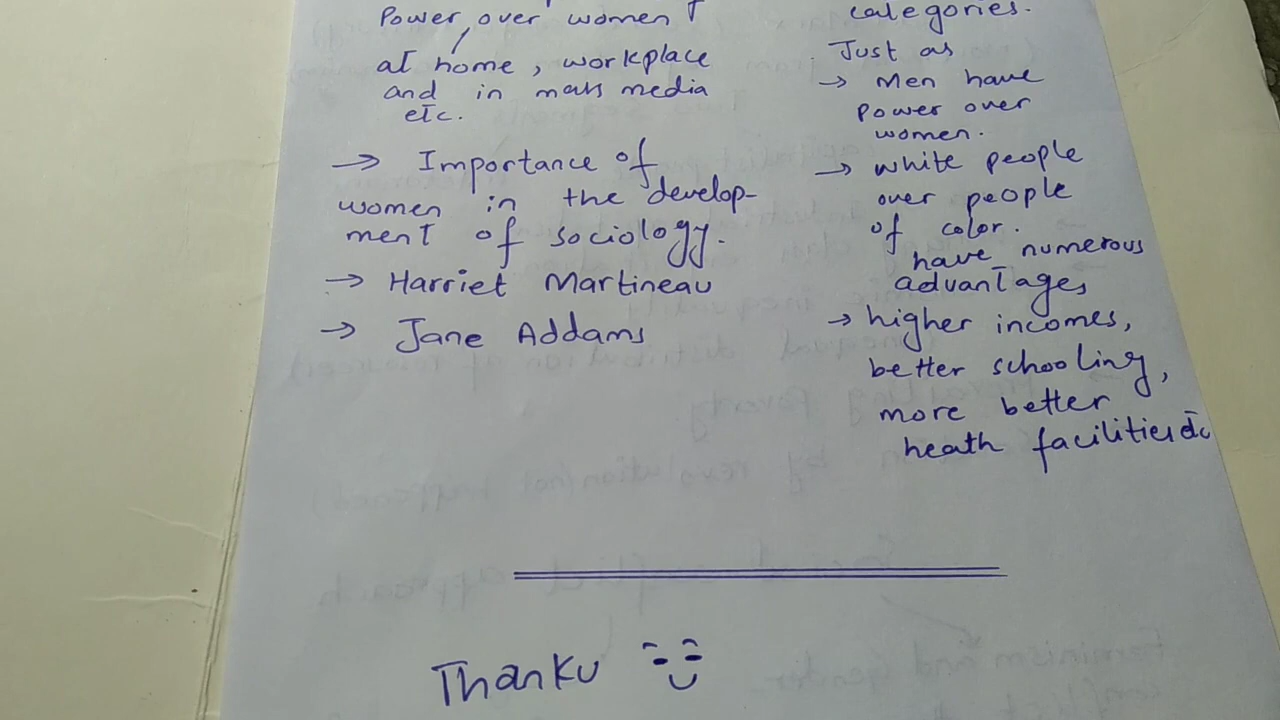 Power over women
at home, workplace
and in mass media
etc.
→ Importance of
women in the develop-
ment of sociology.
→ Harriet Martineau
→ Jane Addams
categories.
Just as
→ Men have
power over
women.
→ white people
over people
of color.
have numerous
advantages
→ higher incomes,
better schooling,
more better
heath facilities etc
Thanku